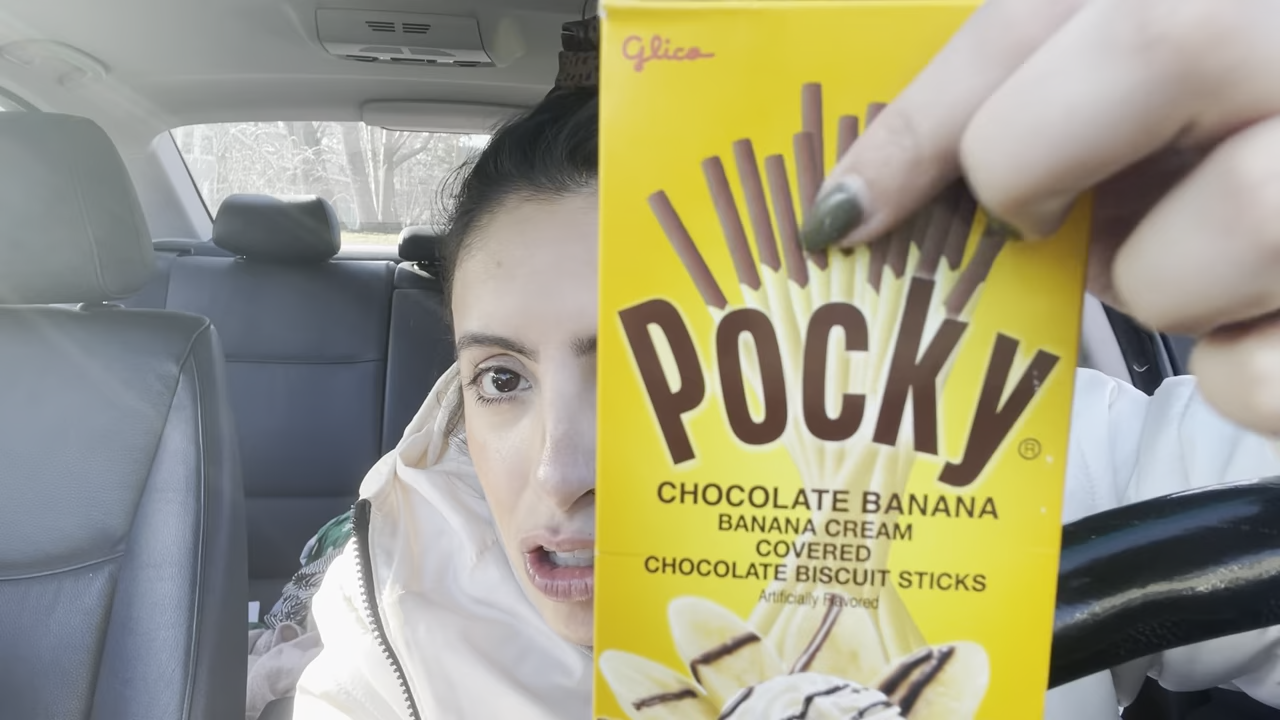 Glico
POCKY
®
CHOCOLATE BANANA
BANANA CREAM
COVERED
CHOCOLATE BISCUIT STICKS
Artificially Flavored